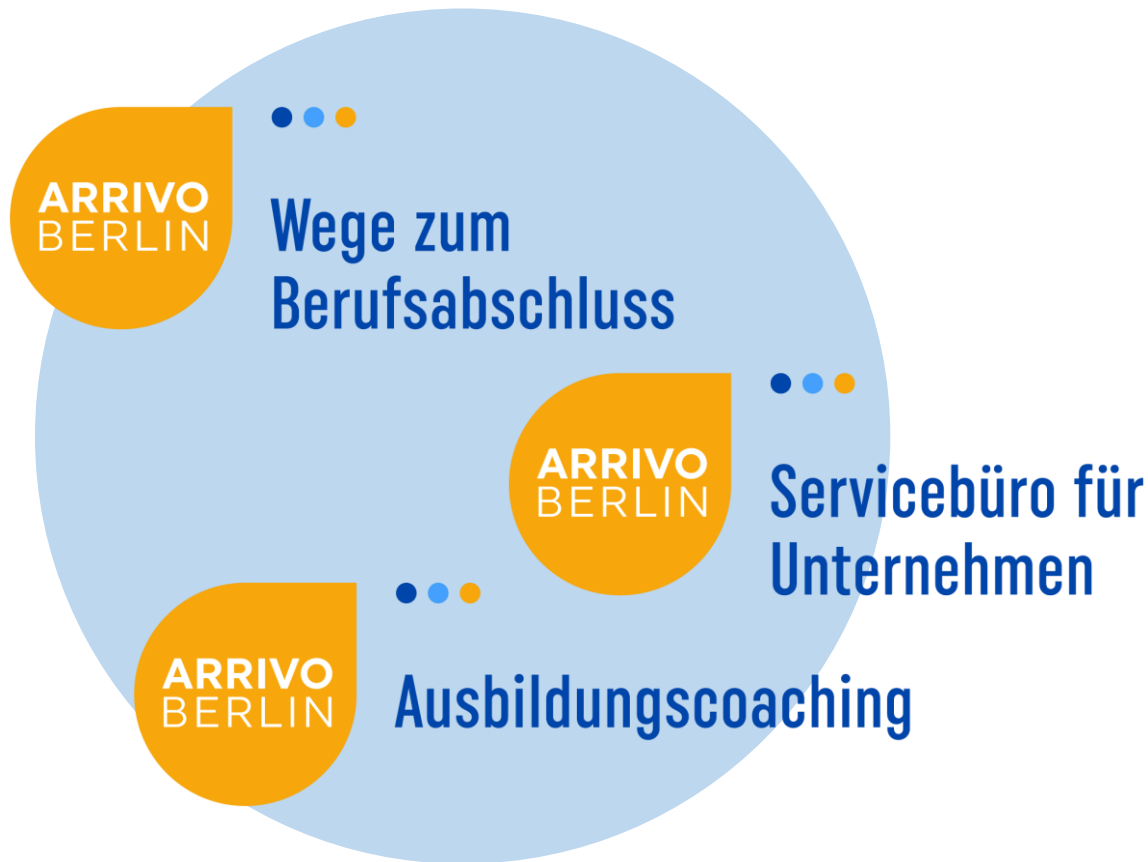 ARRIVO
BERLIN
Wege zum
Berufsabschluss
ARRIVO
BERLIN
Servicebüro für
Unternehmen
ARRIVO
BERLIN
Ausbildungscoaching